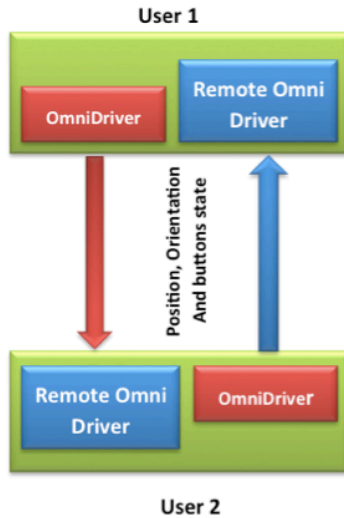 User 1
OmniDriver
Remote Omni
Driver
Position, Orientation
And buttons state
Remote Omni
Driver
OmniDriver
User 2